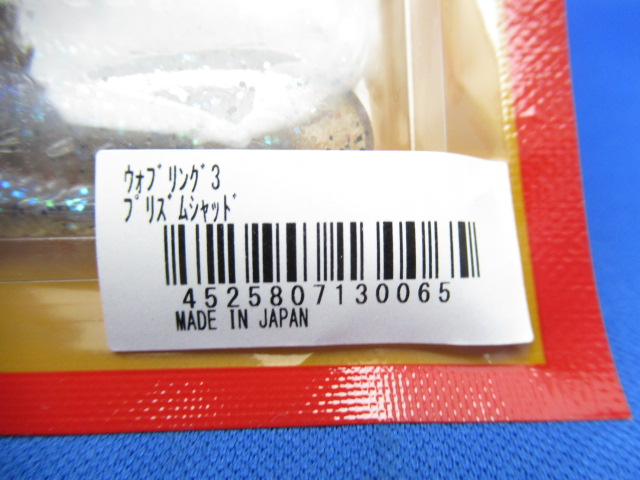 ｳｫﾌﾞﾘﾝｸﾞ3
ﾌﾟﾘｽﾞﾑｼｬｯﾄﾞ
4525807130065
MADE IN JAPAN